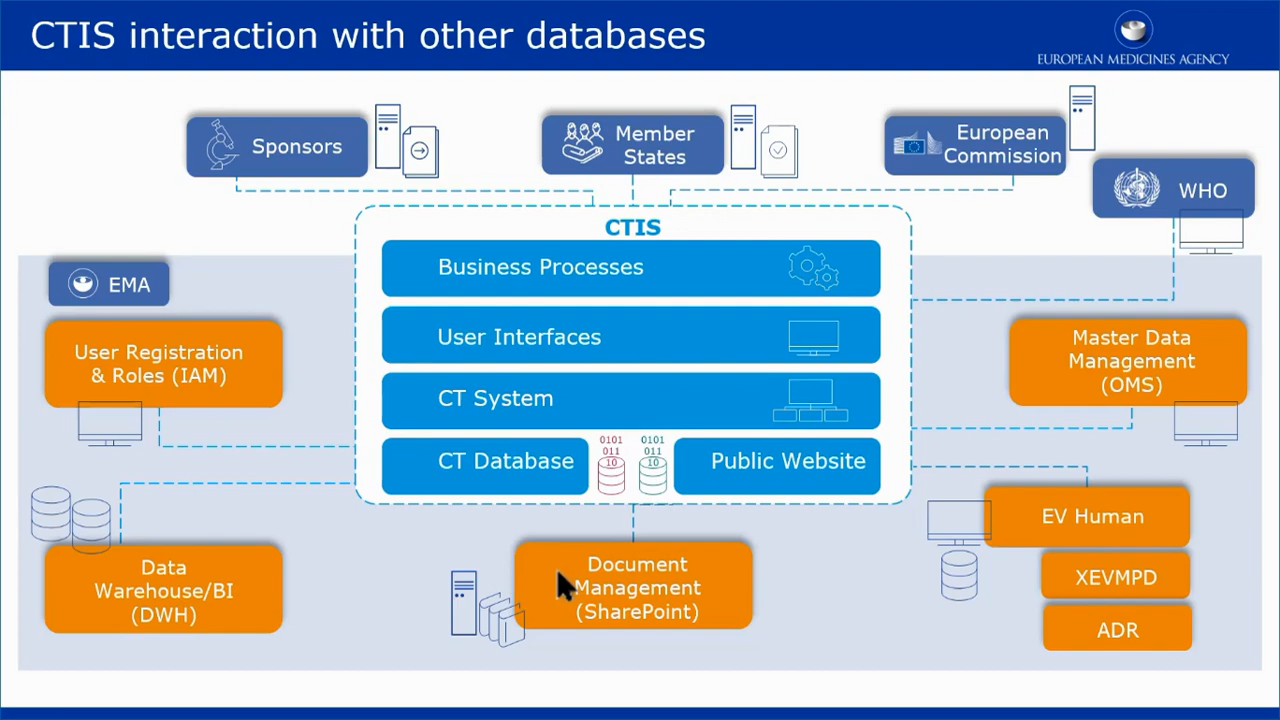 CTIS interaction with other databases
EUROPEAN MEDICINES AGENCY
Sponsors
Member
States
European
Commission
WHO
CTIS
Business Processes
User Interfaces
CT System
CT Database
0101
011
10
0101
011
10
Public Website
EMA
User Registration
& Roles (IAM)
Data
Warehouse/BI
(DWH)
Document
Management
(SharePoint)
Master Data
Management
(OMS)
EV Human
XEVMPD
ADR